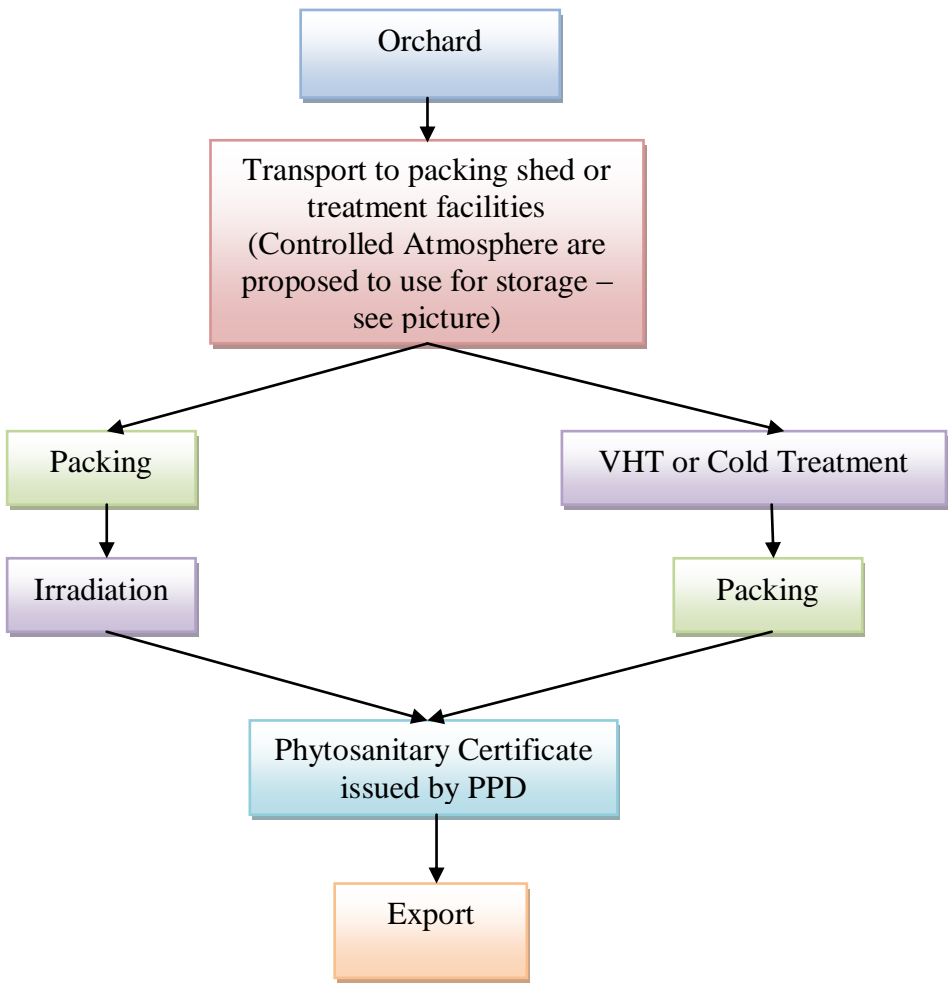 Orchard
Transport to packing shed or
treatment facilities
(Controlled Atmosphere are
proposed to use for storage –
see picture)
Packing
VHT or Cold Treatment
Irradiation
Packing
Phytosanitary Certificate
issued by PPD
Export